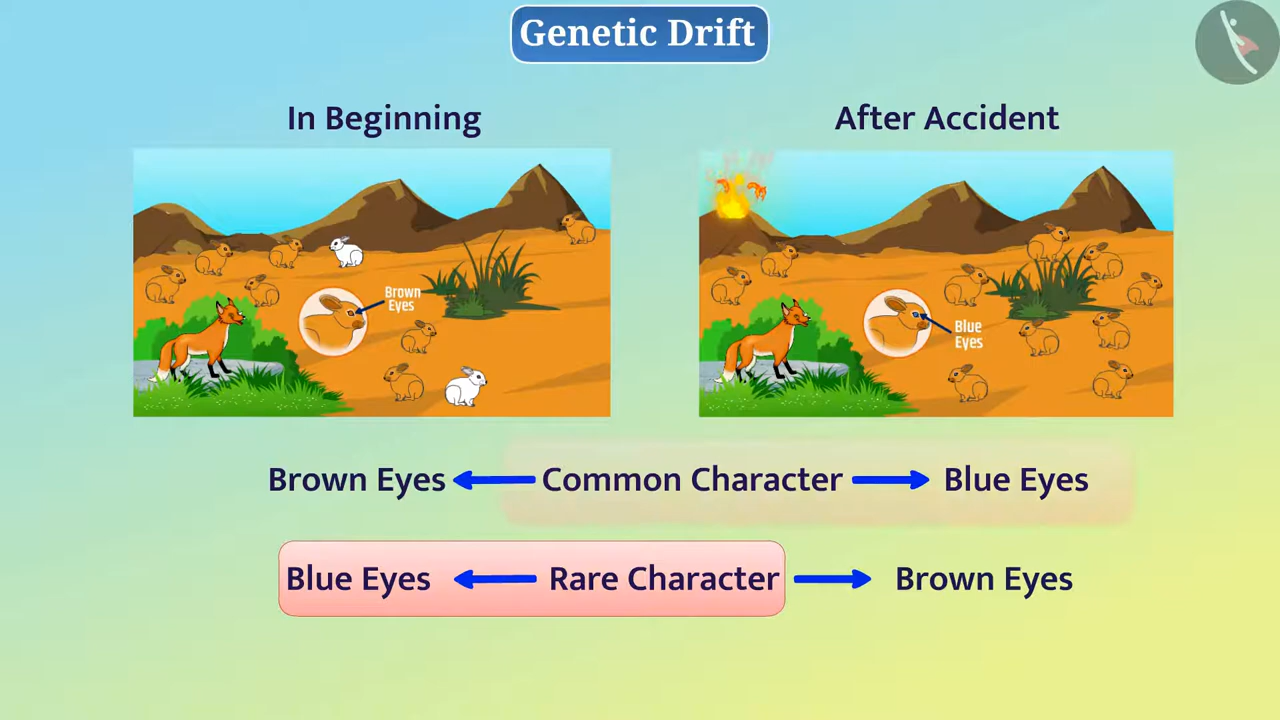 Genetic Drift
In Beginning
After Accident
Brown
Eyes
Blue
Eyes
Brown Eyes Common Character Blue Eyes
Blue Eyes Rare Character Brown Eyes